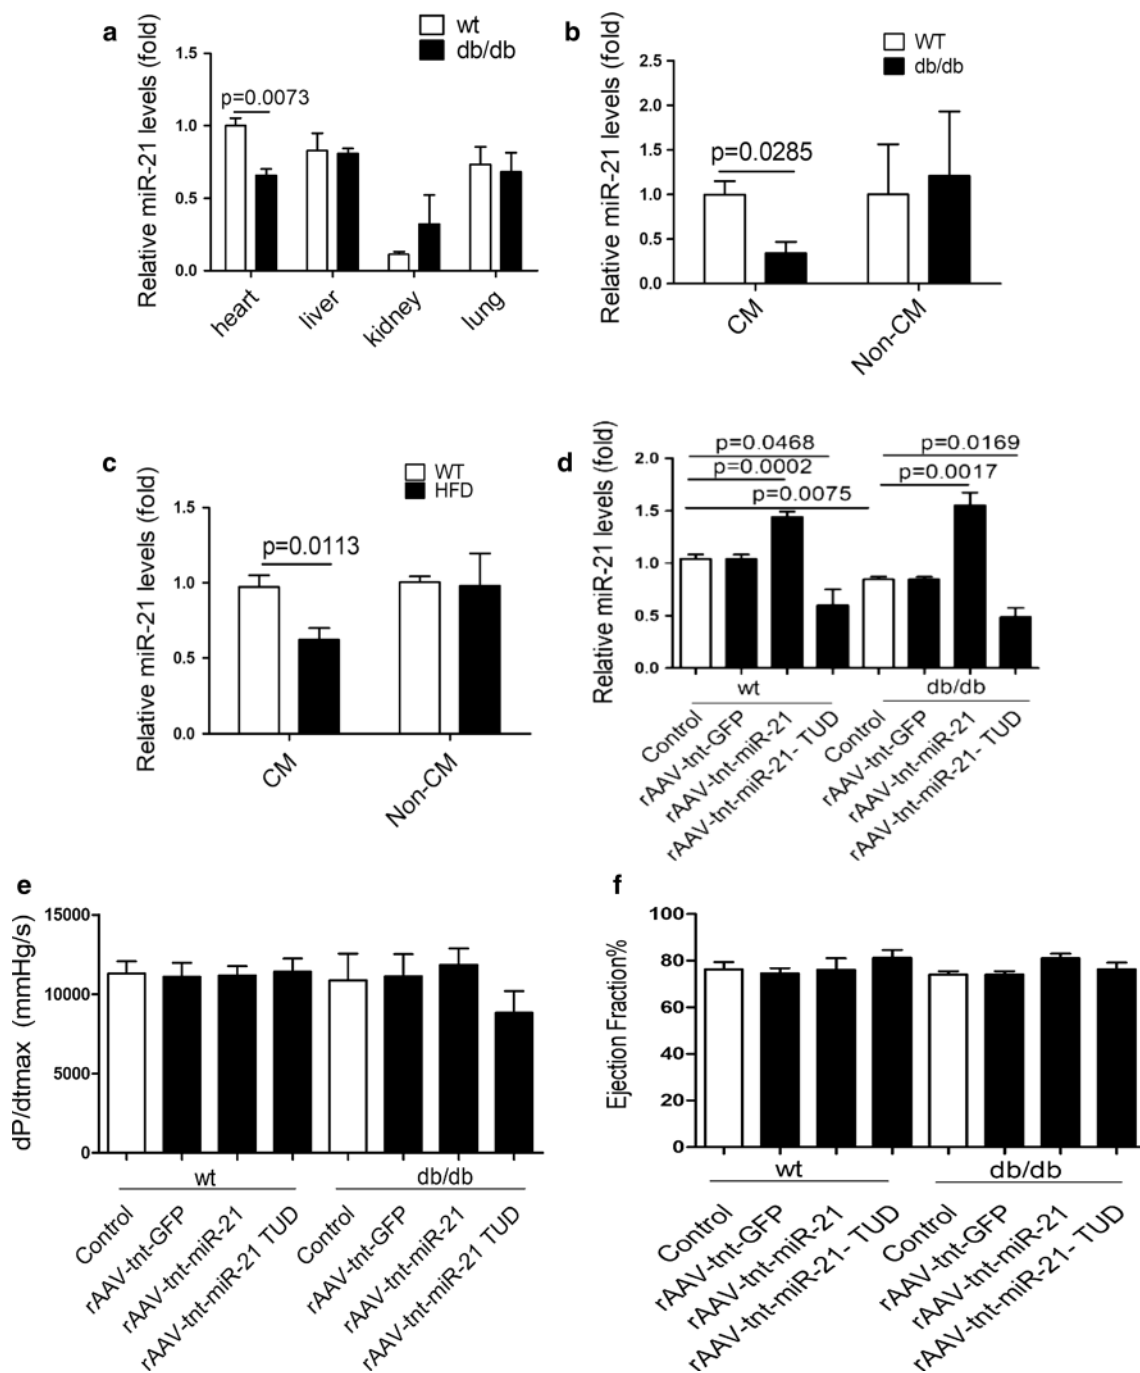 a
wt
db/db
Relative miR-21 levels (fold)
1.5
1.0
0.5
0.0
p=0.0073
heart
liver
kidney
lung
b
WT
db/db
Relative miR-21 levels (fold)
2.5
2.0
1.5
1.0
0.5
0.0
p=0.0285
CM
Non-CM
c
WT
HFD
Relative miR-21 levels (fold)
1.5
1.0
0.5
0.0
p=0.0113
CM
Non-CM
d
Relative miR-21 levels (fold)
2.0
1.5
1.0
0.5
0.0
p=0.0468
p=0.0002
p=0.0075
p=0.0169
p=0.0017
wt
db/db
Control
rAAV-tnt-GFP
rAAV-tnt-miR-21
rAAV-tnt-miR-21- TUD
Control
rAAV-tnt-GFP
rAAV-tnt-miR-21
rAAV-tnt-miR-21- TUD
e
dP/dtmax (mmHg/s)
15000
10000
5000
0
wt
db/db
Control
rAAV-tnt-GFP
rAAV-tnt-miR-21
rAAV-tnt-miR-21 TUD
Control
rAAV-tnt-GFP
rAAV-tnt-miR-21
rAAV-tnt-miR-21 TUD
f
Ejection Fraction%
100
80
60
40
20
0
wt
db/db
Control
rAAV-tnt-GFP
rAAV-tnt-miR-21
rAAV-tnt-miR-21- TUD
Control
rAAV-tnt-GFP
rAAV-tnt-miR-21
rAAV-tnt-miR-21- TUD